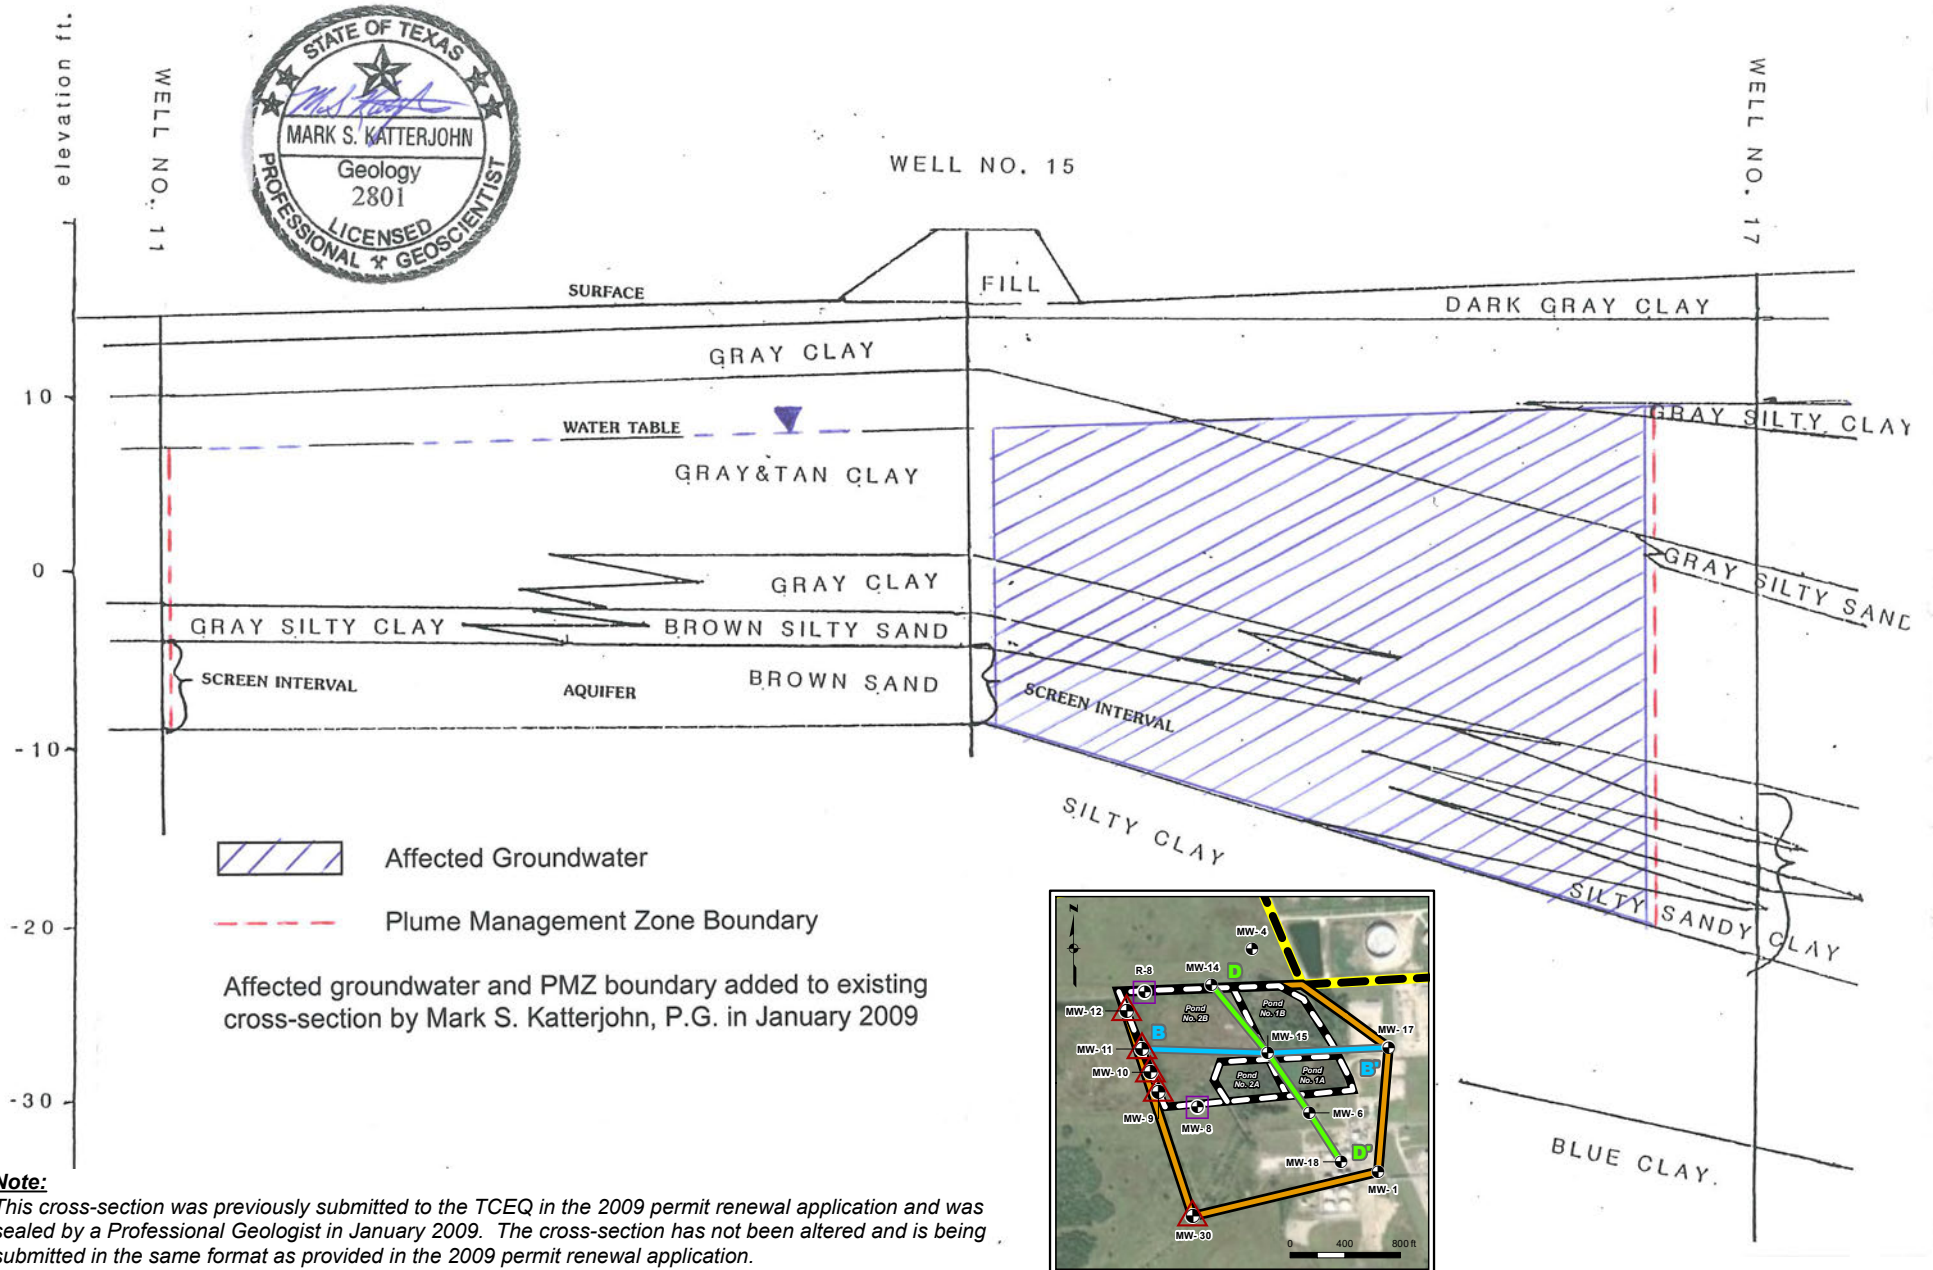 elevation ft.
WELL NO. 11
STATE OF TEXAS
MARK S. KATTERJOHN
Geology
2801
LICENSED
PROFESSIONAL GEOSCIENTIST
WELL NO. 15
WELL NO. 17
SURFACE
FILL
DARK GRAY CLAY
GRAY CLAY
10
GRAY SILTY CLAY
WATER TABLE
GRAY&TAN CLAY
0
GRAY CLAY
GRAY SILTY SAND
GRAY SILTY CLAY
BROWN SILTY SAND
SCREEN INTERVAL
AQUIFER
BROWN SAND
SCREEN INTERVAL
-10
SILTY CLAY
Affected Groundwater
SILTY SANDY CLAY
Plume Management Zone Boundary
-20
Affected groundwater and PMZ boundary added to existing
cross-section by Mark S. Katterjohn, P.G. in January 2009
-30
BLUE CLAY.
Z
MW-4
R-8
MW-14
D
MW-12
Pond
No. 2B
Pond
No. 1B
MW-17
B
MW-15
MW-11
B'
MW-10
Pond
No. 2A
Pond
No. 1A
MW-9
MW-8
MW-6
MW-18
D'
MW-1
MW-30
0 400 800 ft
Note:
This cross-section was previously submitted to the TCEQ in the 2009 permit renewal application and was
sealed by a Professional Geologist in January 2009. The cross-section has not been altered and is being
submitted in the same format as provided in the 2009 permit renewal application.